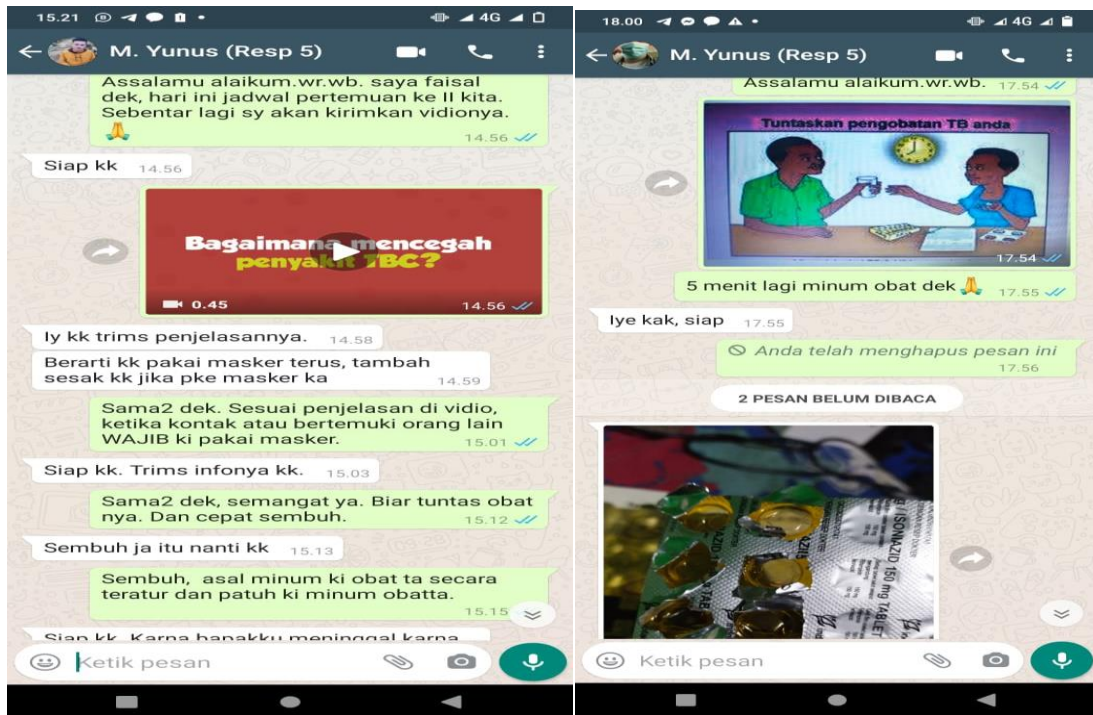 15.21
4G
M. Yunus (Resp 5)
Assalamu alaikum.wr.wb. saya faisal
dek, hari ini jadwal pertemuan ke II kita.
Sebentar lagi sy akan kirimkan vidionya.
🙏
14.56
Siap kk 14.56
Bagaimana mencegah
penyakit TBC?
0.45
14.56
Iy kk trims penjelasannya. 14.58
Berarti kk pakai masker terus, tambah
sesak kk jika pke masker ka
14.59
Sama2 dek. Sesuai penjelasan di vidio,
ketika kontak atau bertemuki orang lain
WAJIB ki pakai masker. 15.01
Siap kk. Trims infonya kk. 15.03
Sama2 dek, semangat ya. Biar tuntas obat
nya. Dan cepat sembuh. 15.12
Sembuh ja itu nanti kk 15.13
Sembuh, asal minum ki obat ta secara
teratur dan patuh ki minum obatta.
15.15
Siap kk. Karna bapakku meninggal karna
Ketik pesan
18.00
4G
M. Yunus (Resp 5)
Assalamu alaikum.wr.wb. 17.54
Tuntaskan pengobatan TB anda
17.54
5 menit lagi minum obat dek 🙏 17.55
Iye kak, siap 17.55
Anda telah menghapus pesan ini
17.56
2 PESAN BELUM DIBACA
/ ISONIAZID 150 mg TABLET
Ketik pesan